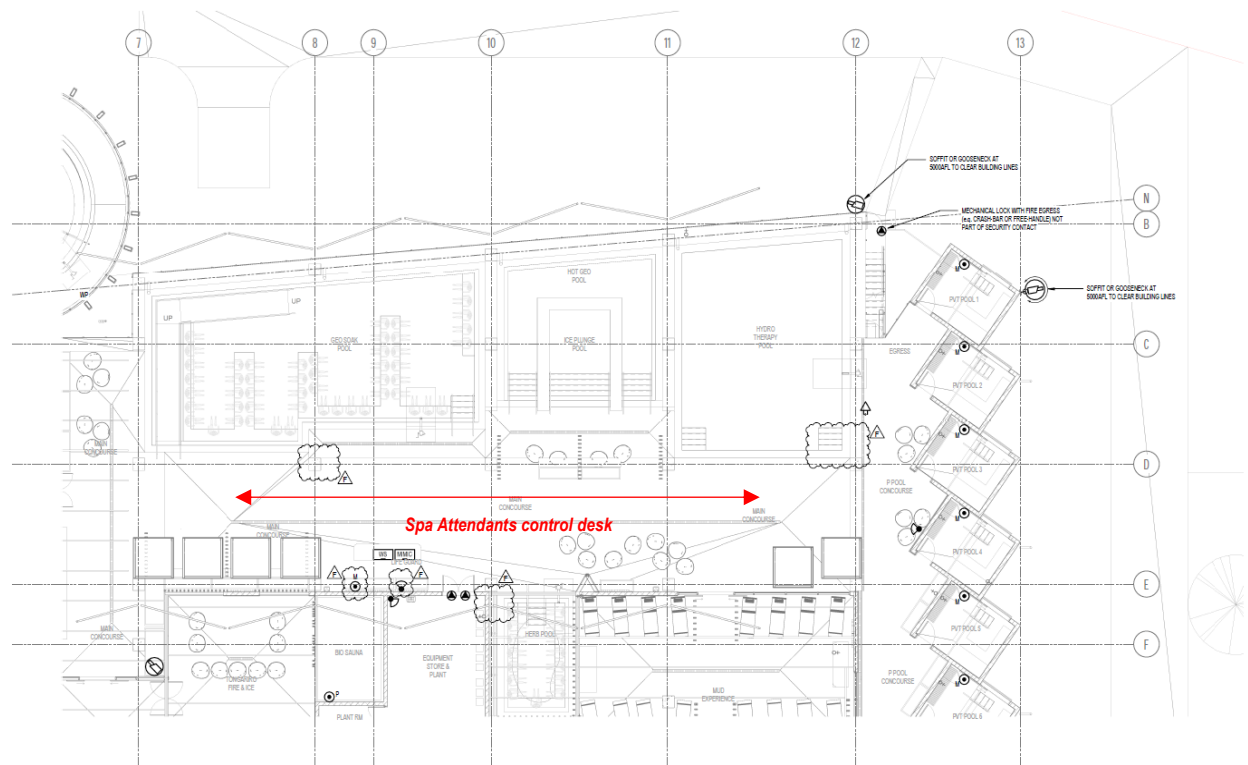 7
8
9
10
11
12
13
SOFFIT OR GOOSENECK AT
5000AFL TO CLEAR BUILDING LINES
N
MECHANICAL LOCK WITH FIRE EGRESS
(e.g. CRASH-BAR OR FREE-HANDLE) NOT
PART OF SECURITY CONTACT
B
HOT GEO
POOL
M
WP
UP
UP
PVT POOL 1
SOFFIT OR GOOSENECK AT
5000AFL TO CLEAR BUILDING LINES
GEO SOAK
POOL
ICE PLUNGE
POOL
HYDRO
THERAPY
POOL
EGRESS
C
M
PVT POOL 2
M
F
MAIN
CONCOURSE
D
PVT POOL 3
F
P POOL
CONCOURSE
MAIN
CONCOURSE
MAIN
CONCOURSE
M
Spa Attendants control desk
MAIN
CONCOURSE
PVT POOL 4
WS
MIMIC
LIFE GUARD
F
M
F
F
E
M
MAIN
CONCOURSE
HERB POOL
PVT POOL 5
F
BIO SAUNA
EQUIPMENT
STORE &
PLANT
P POOL
CONCOURSE
TONGARIRO
FIRE & ICE
M
P
MUD
EXPERIENCE
PLANT RM
PVT POOL 6